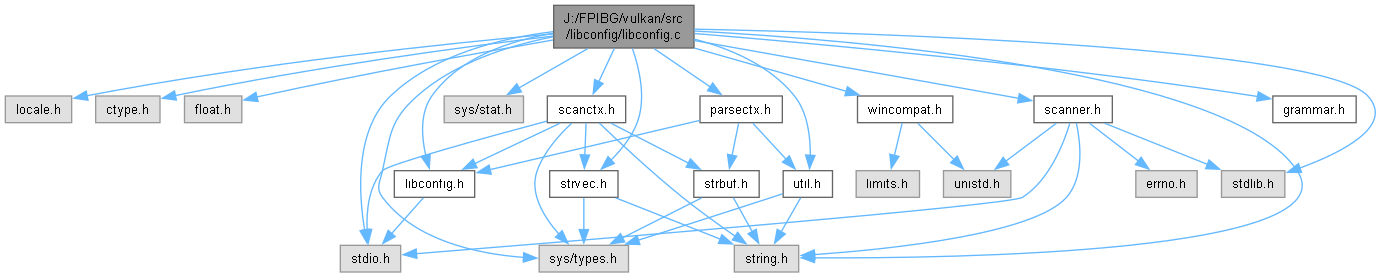 J:/FPIBG/vulkan/src
/libconfig/libconfig.c
locale.h
ctype.h
float.h
sys/stat.h
scanctx.h
parsectx.h
wincompat.h
scanner.h
grammar.h
libconfig.h
strvec.h
strbuf.h
util.h
limits.h
unistd.h
errno.h
stdlib.h
stdio.h
sys/types.h
string.h